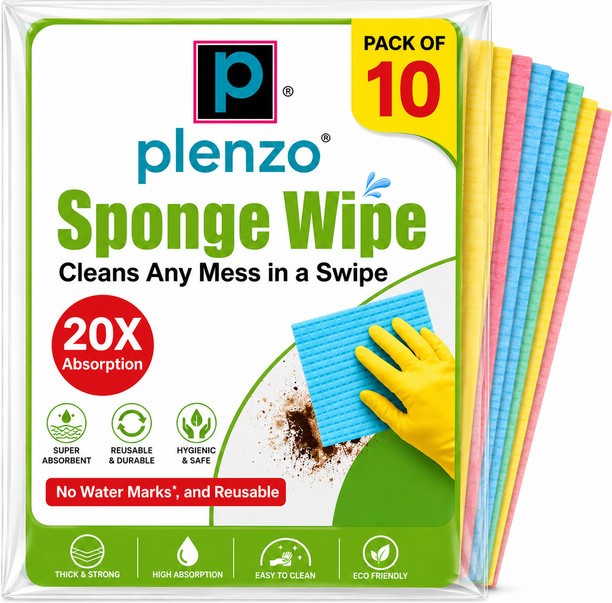 PACK OF
10
p
®
plenzo®
Sponge Wipe
Cleans Any Mess in a Swipe
20X
Absorption
SUPER
ABSORBENT
REUSABLE
& DURABLE
HYGIENIC
& SAFE
No Water Marks*, and Reusable
THICK & STRONG
HIGH ABSORPTION
EASY TO CLEAN
ECO FRIENDLY